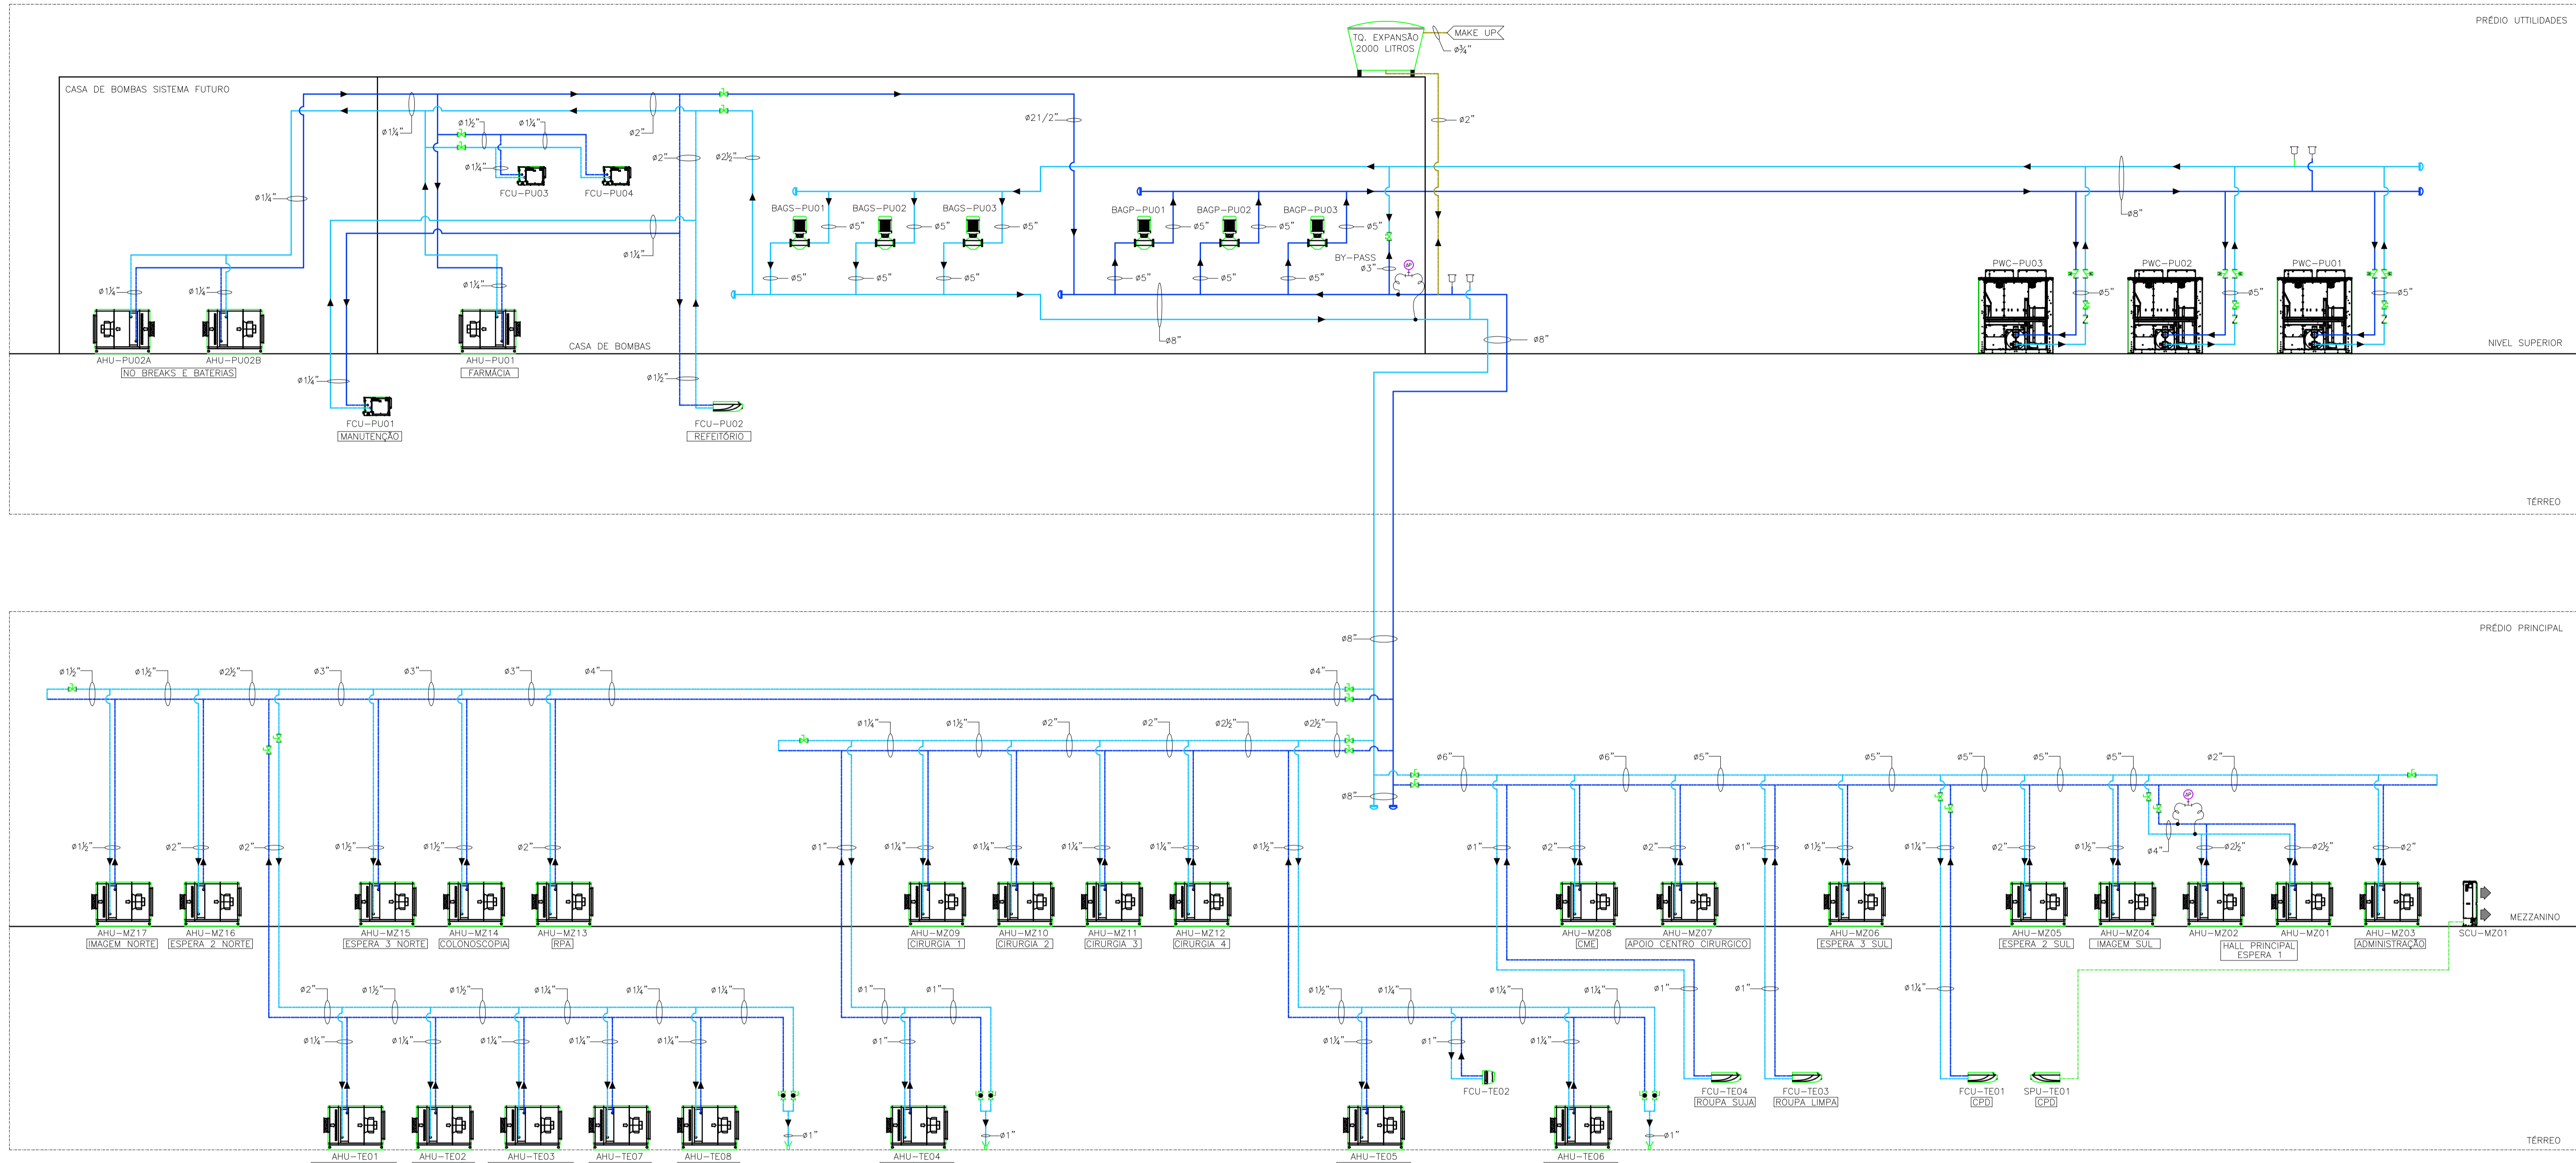 PRÉDIO UTTILIDADES
TQ. EXPANSÃO
2000 LITROS
MAKE UP
ø¾"
CASA DE BOMBAS SISTEMA FUTURO
ø1¼"
ø1½"
ø1¼"
ø2"
ø21/2"
ø2"
ø1¼"
ø2"
ø2½"
FCU-PU03
FCU-PU04
ø1¼"
BAGS-PU01
BAGS-PU02
BAGS-PU03
BAGP-PU01
BAGP-PU02
BAGP-PU03
ø8"
ø5"
ø5"
ø5"
ø5"
ø5"
ø5"
ø1¼"
BY-PASS
ø3"
ΔP
PWC-PU03
PWC-PU02
PWC-PU01
ø1¼"
ø1¼"
ø1¼"
ø5"
ø5"
ø5"
ø5"
ø5"
ø5"
ø5"
ø5"
ø5"
ø8"
ø8"
CASA DE BOMBAS
NIVEL SUPERIOR
AHU-PU02A
AHU-PU02B
AHU-PU01
NO BREAKS E BATERIAS
FARMÁCIA
ø1¼"
ø1½"
FCU-PU01
FCU-PU02
MANUTENÇÃO
REFEITÓRIO
TÉRREO
PRÉDIO PRINCIPAL
ø8"
ø1½"
ø1½"
ø2½"
ø3"
ø3"
ø3"
ø4"
ø4"
ø1¼"
ø1½"
ø2"
ø2"
ø2½"
ø2½"
ø6"
ø6"
ø5"
ø5"
ø5"
ø5"
ø5"
ø2"
ø8"
ΔP
ø1½"
ø2"
ø2"
ø1½"
ø1½"
ø2"
ø1"
ø1¼"
ø1¼"
ø1¼"
ø1¼"
ø1½"
ø1"
ø2"
ø2"
ø1"
ø1½"
ø1¼"
ø2"
ø1½"
ø4"
ø2½"
ø2½"
ø2"
MEZZANINO
AHU-MZ17
AHU-MZ16
AHU-MZ15
AHU-MZ14
AHU-MZ13
AHU-MZ09
AHU-MZ10
AHU-MZ11
AHU-MZ12
AHU-MZ08
AHU-MZ07
AHU-MZ06
AHU-MZ05
AHU-MZ04
AHU-MZ02
AHU-MZ01
AHU-MZ03
SCU-MZ01
IMAGEM NORTE
ESPERA 2 NORTE
ESPERA 3 NORTE
COLONOSCOPIA
RPA
CIRURGIA 1
CIRURGIA 2
CIRURGIA 3
CIRURGIA 4
CME
APOIO CENTRO CIRURGICO
ESPERA 3 SUL
ESPERA 2 SUL
IMAGEM SUL
HALL PRINCIPAL
ESPERA 1
ADMINISTRAÇÃO
ø2"
ø1½"
ø1½"
ø1¼"
ø1¼"
ø1¼"
ø1"
ø1"
ø1½"
ø1¼"
ø1¼"
ø1¼"
ø1"
ø1"
ø1¼"
ø1¼"
ø1¼"
ø1¼"
ø1¼"
ø1¼"
ø1"
ø1¼"
ø1"
ø1¼"
FCU-TE02
FCU-TE04
FCU-TE03
FCU-TE01
SPU-TE01
ROUPA SUJA
ROUPA LIMPA
CPD
CPD
ø1"
ø1"
ø1"
TÉRREO
AHU-TE01
AHU-TE02
AHU-TE03
AHU-TE07
AHU-TE08
AHU-TE04
AHU-TE05
AHU-TE06